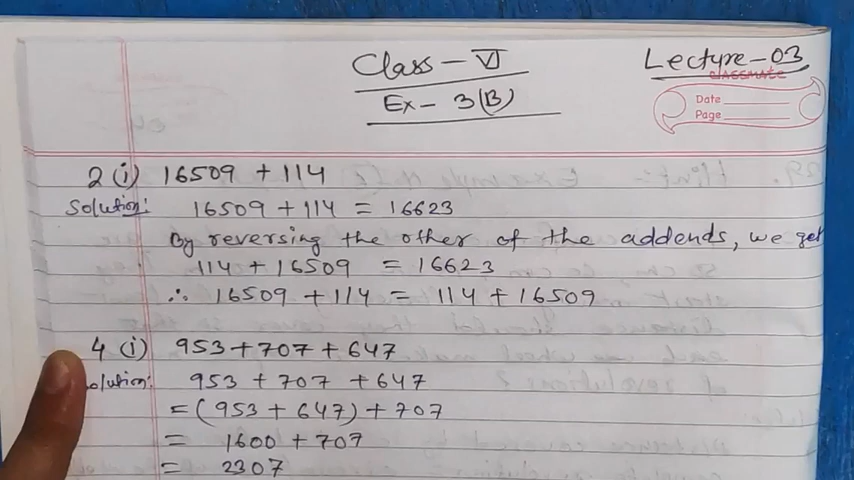 Class - VI
Lecture-03
Ex - 3(B)
classmate
Date
Page
2 (i) 16509 + 114
Solution: 16509 + 114 = 16623
By reversing the other of the addends, we get
114 + 16509 = 16623
∴ 16509 + 114 = 114 + 16509
4 (i) 953 + 707 + 647
solution: 953 + 707 + 647
= (953 + 647) + 707
= 1600 + 707
= 2307